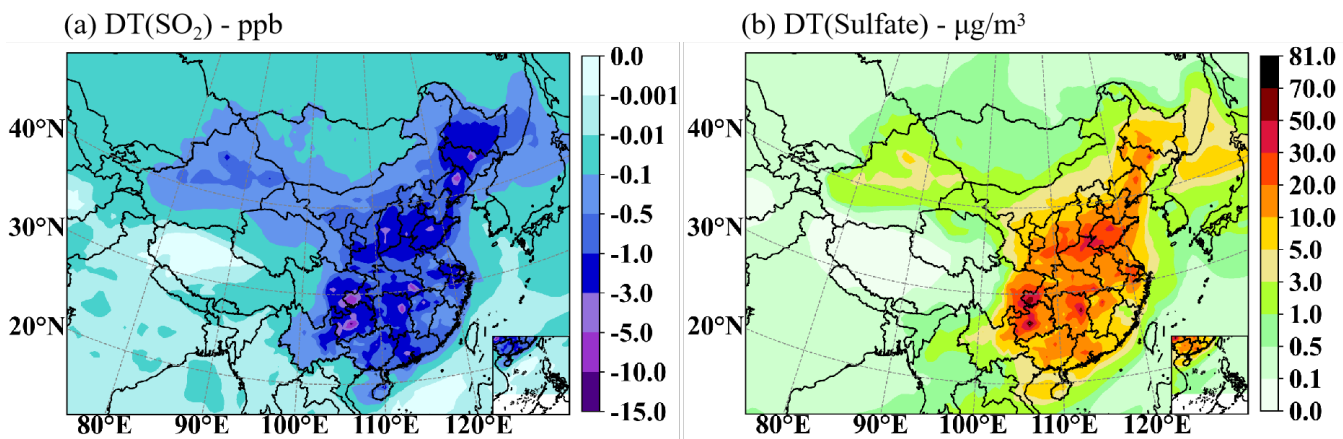 (a) DT(SO₂) - ppb
0.0
-0.001
-0.01
-0.1
-0.5
-1.0
-3.0
-5.0
-10.0
-15.0
40°N
30°N
20°N
80°E 90°E 100°E 110°E 120°E
(b) DT(Sulfate) - μg/m³
81.0
70.0
50.0
30.0
20.0
10.0
5.0
3.0
1.0
0.5
0.1
0.0
40°N
30°N
20°N
80°E 90°E 100°E 110°E 120°E